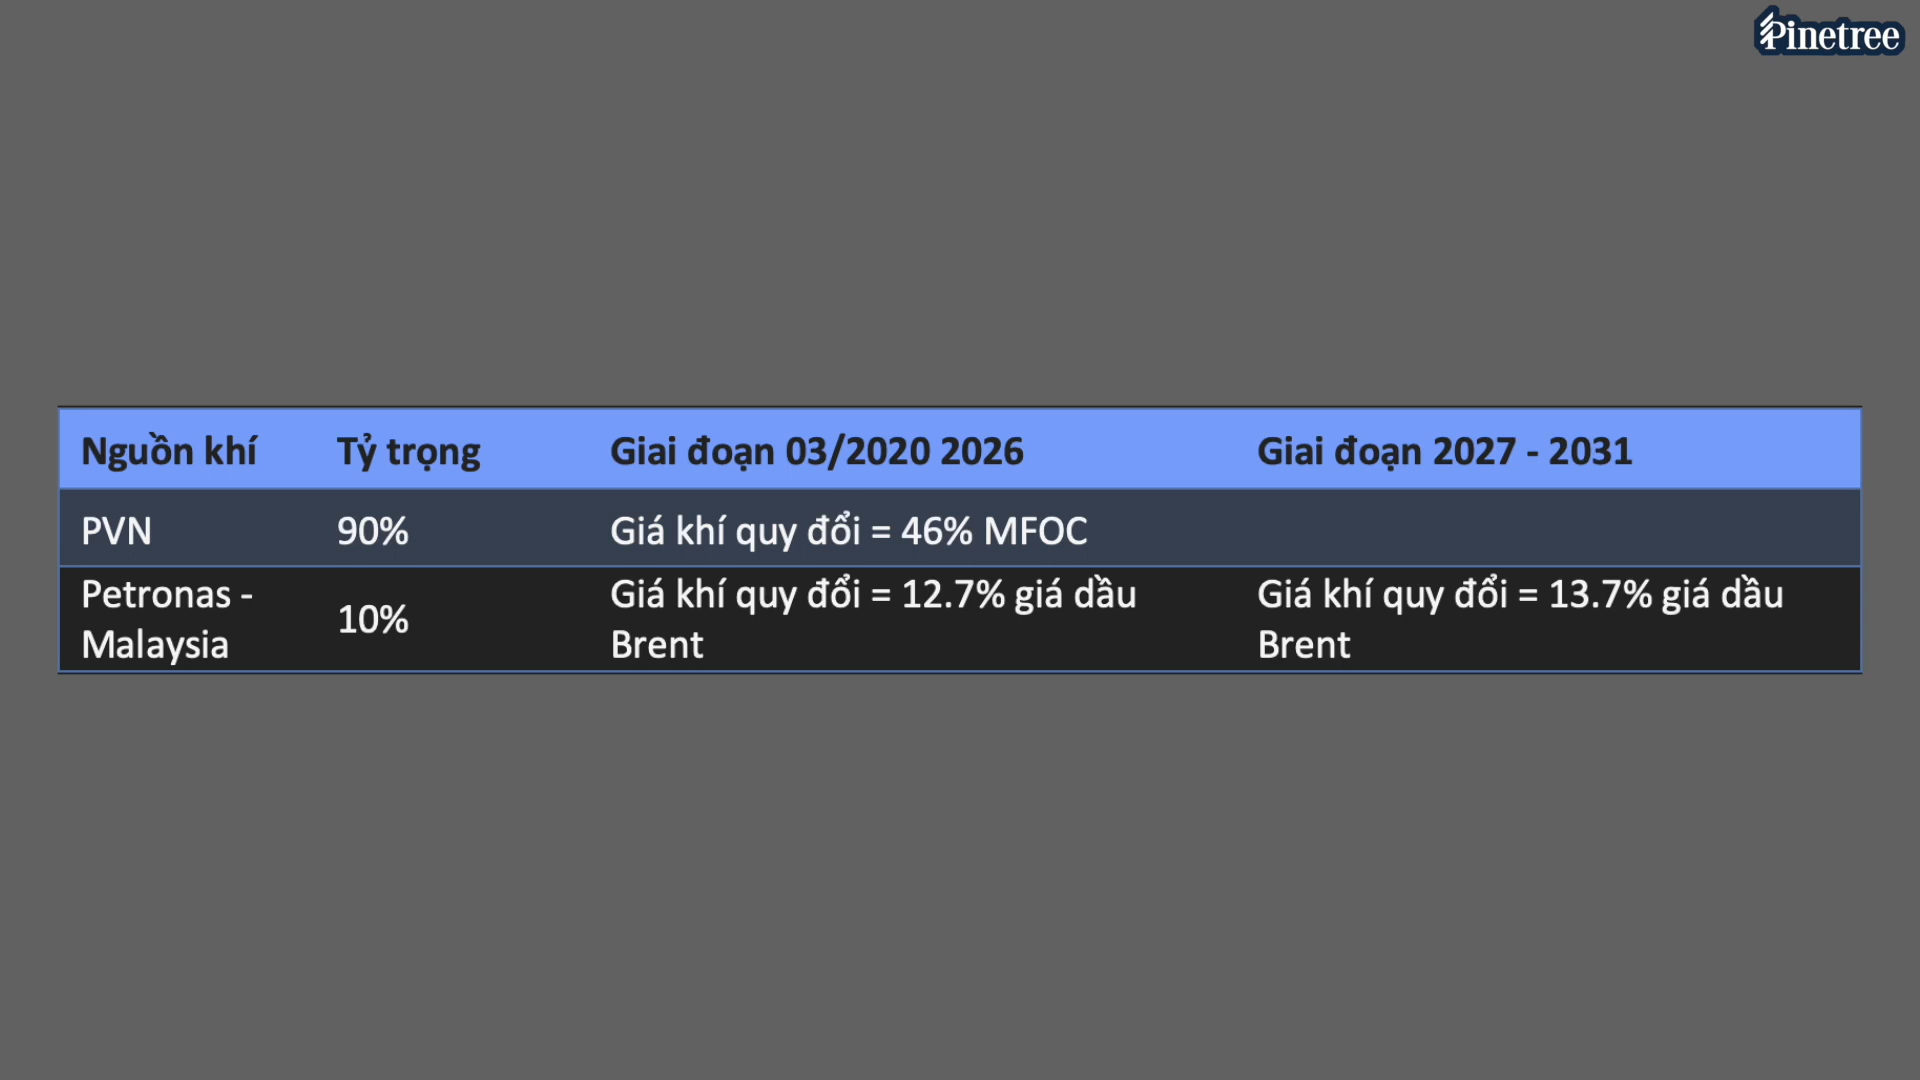 Pinetree
Nguồn khí Tỷ trọng Giai đoạn 03/2020 2026 Giai đoạn 2027 - 2031
PVN 90% Giá khí quy đổi = 46% MFOC
Petronas - Malaysia 10% Giá khí quy đổi = 12.7% giá dầu Brent Giá khí quy đổi = 13.7% giá dầu Brent